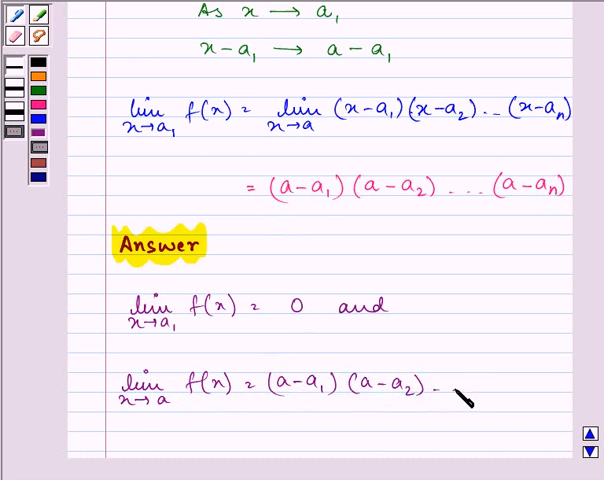 As x → a₁
x-a₁ → a-a₁
lim x→a₁ f(x) = lim x→a (x-a₁)(x-a₂)... (x-aₙ)
= (a-a₁)(a-a₂) .... (a-aₙ)
Answer
lim x→a₁ f(x) = 0 and
lim x→a f(x) = (a-a₁)(a-a₂) - -